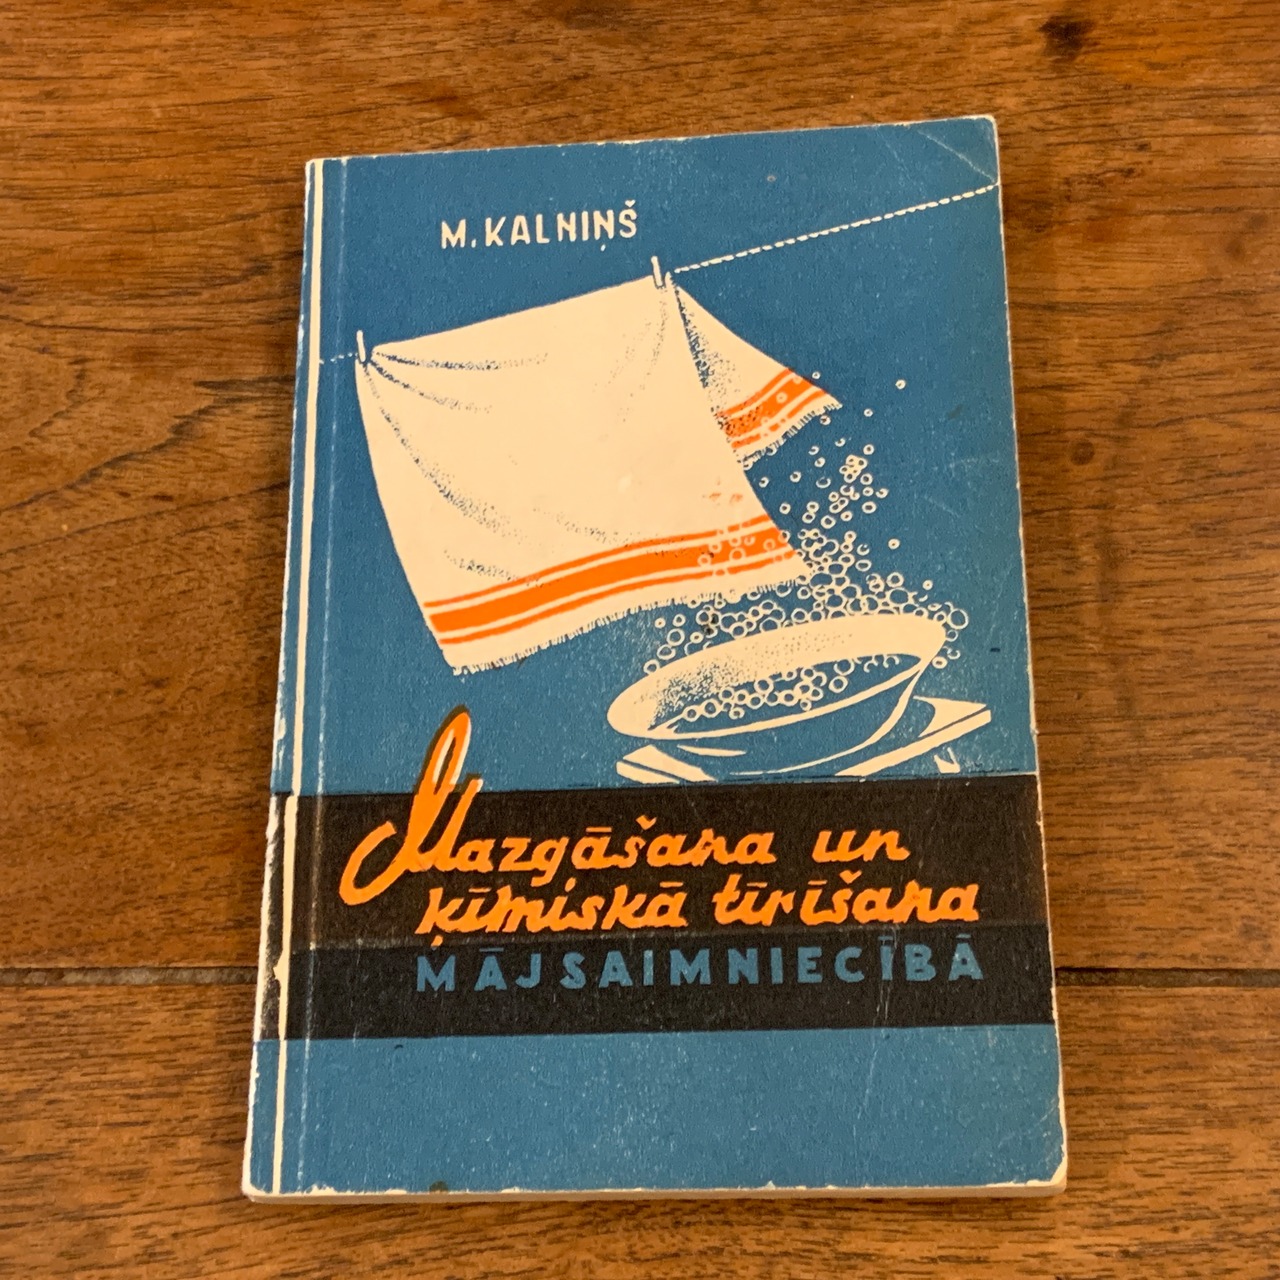 M. KALNIŅŠ
Mazgāšana un
ķīmiskā tīrīšana
MĀJSAIMNIECĪBĀ